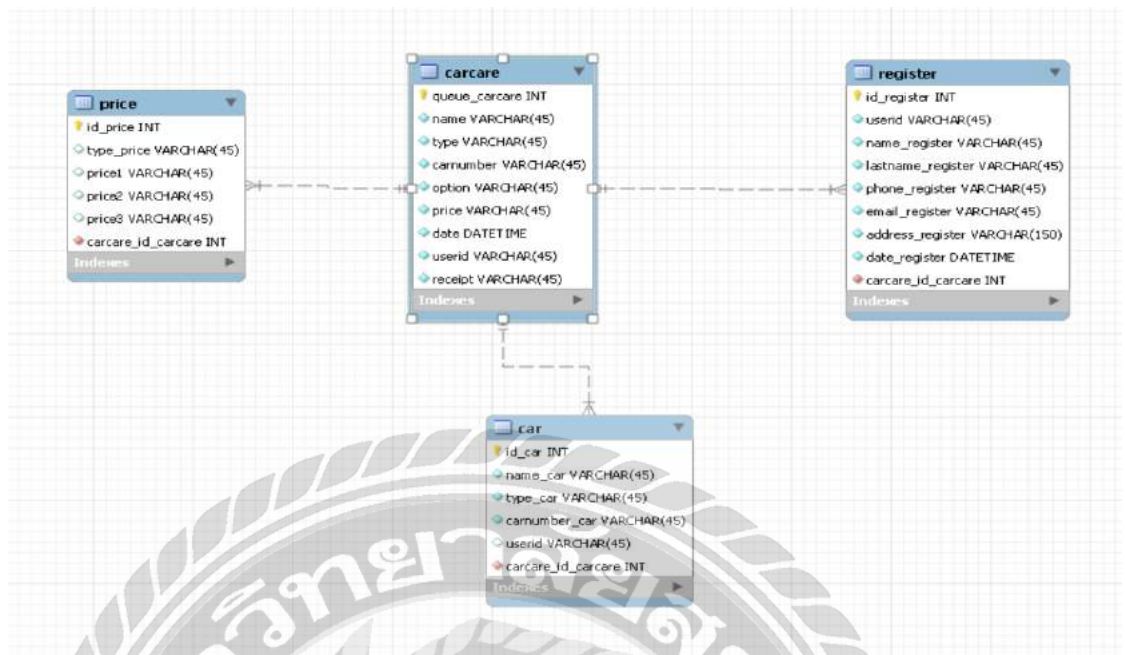 price
id_price INT
type_price VARCHAR(45)
price1 VARCHAR(45)
price2 VARCHAR(45)
price3 VARCHAR(45)
carcare_id_carcare INT
Indexes
carcare
queue_carcare INT
name VARCHAR(45)
type VARCHAR(45)
carnumber VARCHAR(45)
option VARCHAR(45)
price VARCHAR(45)
date DATETIME
userid VARCHAR(45)
receipt VARCHAR(45)
Indexes
register
id_register INT
userid VARCHAR(45)
name_register VARCHAR(45)
lastname_register VARCHAR(45)
phone_register VARCHAR(45)
email_register VARCHAR(45)
address_register VARCHAR(150)
date_register DATETIME
carcare_id_carcare INT
Indexes
car
id_car INT
name_car VARCHAR(45)
type_car VARCHAR(45)
carnumber_car VARCHAR(45)
userid VARCHAR(45)
carcare_id_carcare INT
Indexes